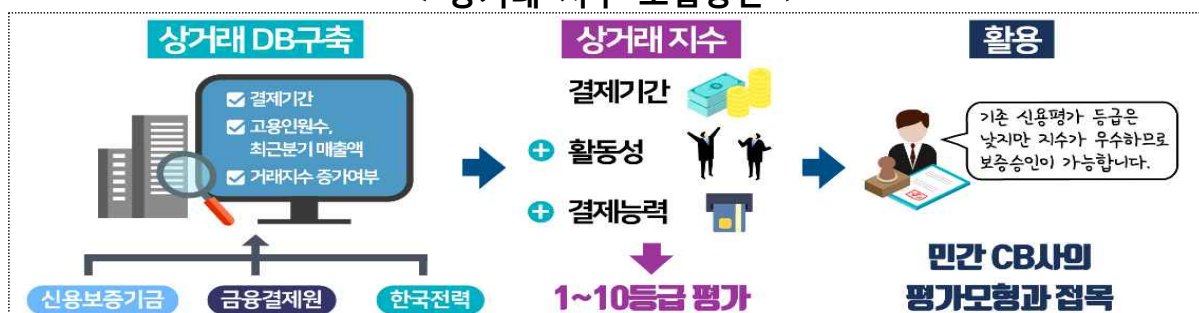 상거래 DB구축
결제기간
고용인원수,
최근분기 매출액
거래지수 증가여부
신용보증기금
금융결제원
한국전력
상거래 지수
결제기간
활동성
결제능력
1~10등급 평가
활용
기존 신용평가 등급은
낮지만 지수가 우수하므로
보증승인이 가능합니다.
민간 CB사의
평가모형과 접목